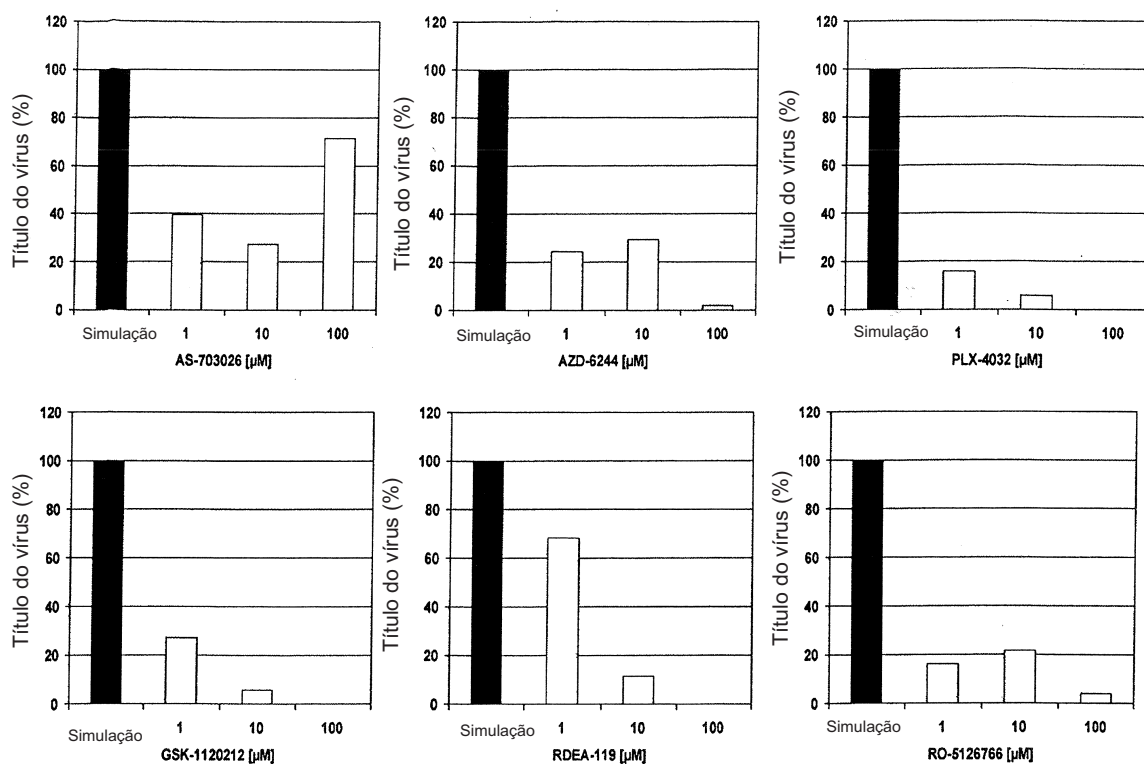 Título do vírus (%)
120
100
80
60
40
20
0
Simulação 1 10 100
AS-703026 [µM]
Título do vírus (%)
120
100
80
60
40
20
0
Simulação 1 10 100
AZD-6244 [µM]
Título do vírus (%)
120
100
80
60
40
20
0
Simulação 1 10 100
PLX-4032 [µM]
Título do vírus (%)
120
100
80
60
40
20
0
Simulação 1 10 100
GSK-1120212 [µM]
Título do vírus (%)
120
100
80
60
40
20
0
Simulação 1 10 100
RDEA-119 [µM]
Título do vírus (%)
120
100
80
60
40
20
0
Simulação 1 10 100
RO-5126766 [µM]